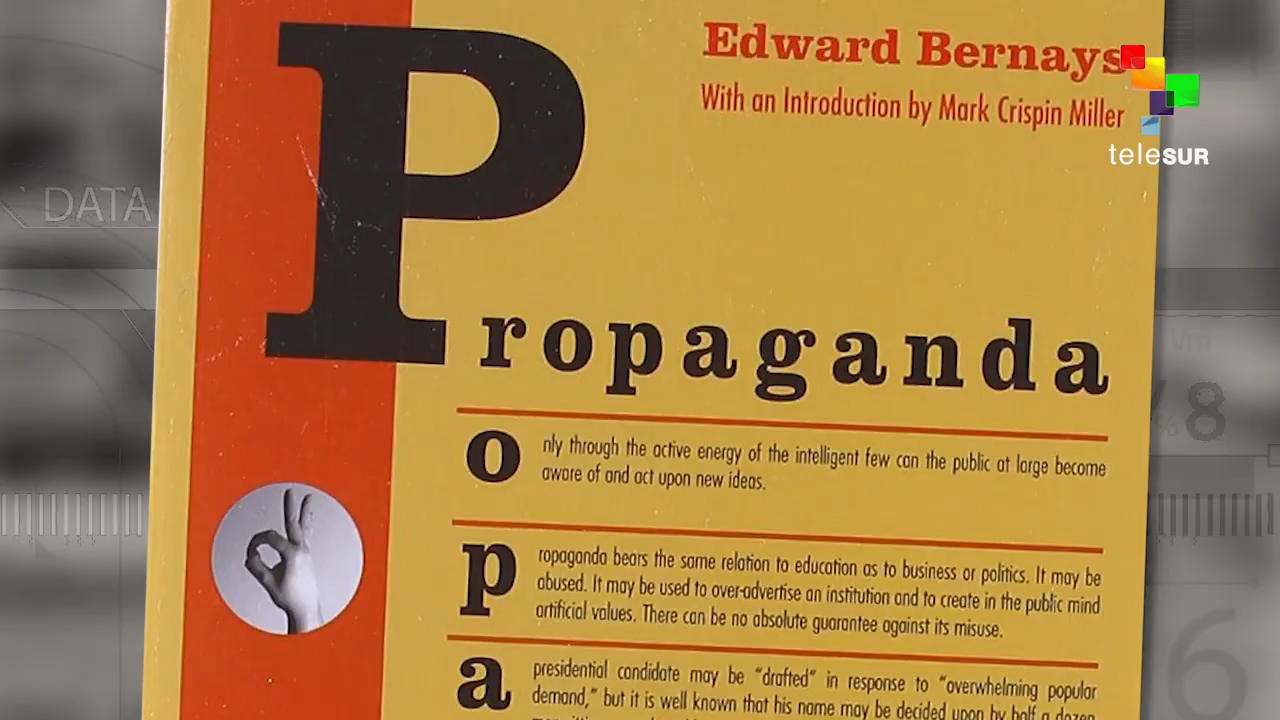 Edward Bernays
With an Introduction by Mark Crispin Miller
telesUR
DATA
Propaganda
8
only through the active energy of the intelligent few can the public at large become
aware of and act upon new ideas.
propaganda bears the same relation to education as to business or politics. It may be
abused. It may be used to over-advertise an institution and to create in the public mind
artificial values. There can be no absolute guarantee against its misuse.
a presidential candidate may be “drafted” in response to “overwhelming popular
demand,” but it is well known that his name may be decided upon by half a dozen
6